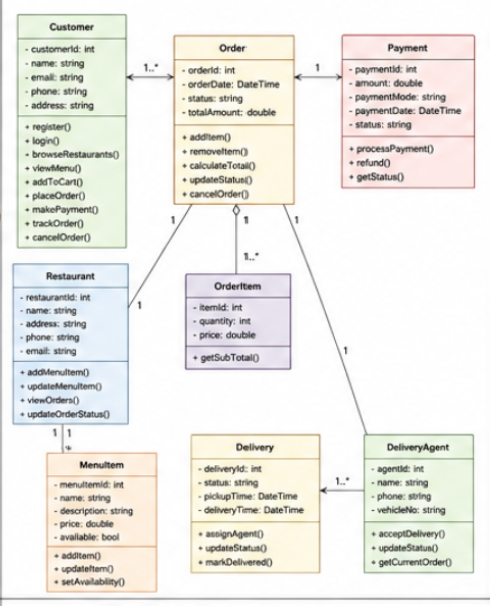 Customer
- customerId: int
- name: string
- email: string
- phone: string
- address: string
+ register()
+ login()
+ browseRestaurants()
+ viewMenu()
+ addToCart()
+ placeOrder()
+ makePayment()
+ trackOrder()
+ cancelOrder()
1..*
Order
- orderId: int
- orderDate: DateTime
- status: string
- totalAmount: double
+ addItem()
+ removeItem()
+ calculateTotal()
+ updateStatus()
+ cancelOrder()
1
Payment
- paymentId: int
- amount: double
- paymentMode: string
- paymentDate: DateTime
- status: string
+ processPayment()
+ refund()
+ getStatus()
1
1
1
1
1..*
1
Restaurant
- restaurantId: int
- name: string
- address: string
- phone: string
- email: string
+ addMenuItem()
+ updateMenuItem()
+ viewOrders()
+ updateOrderStatus()
OrderItem
- itemId: int
- quantity: int
- price: double
+ getSubTotal()
1
1
*
MenuItem
- menuItemId: int
- name: string
- description: string
- price: double
- available: bool
+ addItem()
+ updateItem()
+ setAvailability()
Delivery
- deliveryId: int
- status: string
- pickupTime: DateTime
- deliveryTime: DateTime
+ assignAgent()
+ updateStatus()
+ markDelivered()
1..*
DeliveryAgent
- agentId: int
- name: string
- phone: string
- vehicleNo: string
+ acceptDelivery()
+ updateStatus()
+ getCurrentOrder()